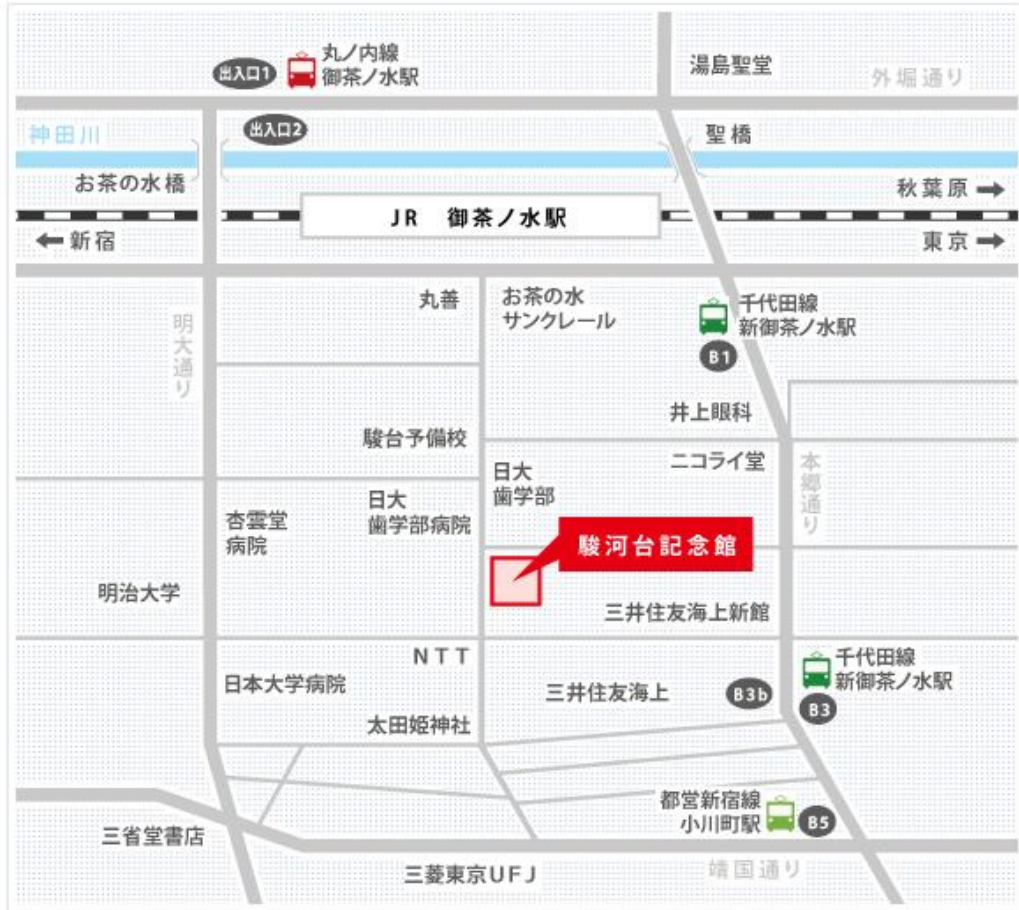 出入口1
丸ノ内線
御茶ノ水駅
湯島聖堂
外堀通り
神田川
出入口2
聖橋
お茶の水橋
秋葉原
JR 御茶ノ水駅
新宿
東京
丸善
お茶の水
サンクレール
千代田線
新御茶ノ水駅
B1
明大通り
井上眼科
駿台予備校
ニコライ堂
本郷通り
日大
歯学部
日大
歯学部病院
杏雲堂
病院
駿河台記念館
明治大学
三井住友海上新館
NTT
日本大学病院
三井住友海上
B3b
千代田線
新御茶ノ水駅
B3
太田姫神社
都営新宿線
小川町駅
B5
三省堂書店
三菱東京UFJ
靖国通り